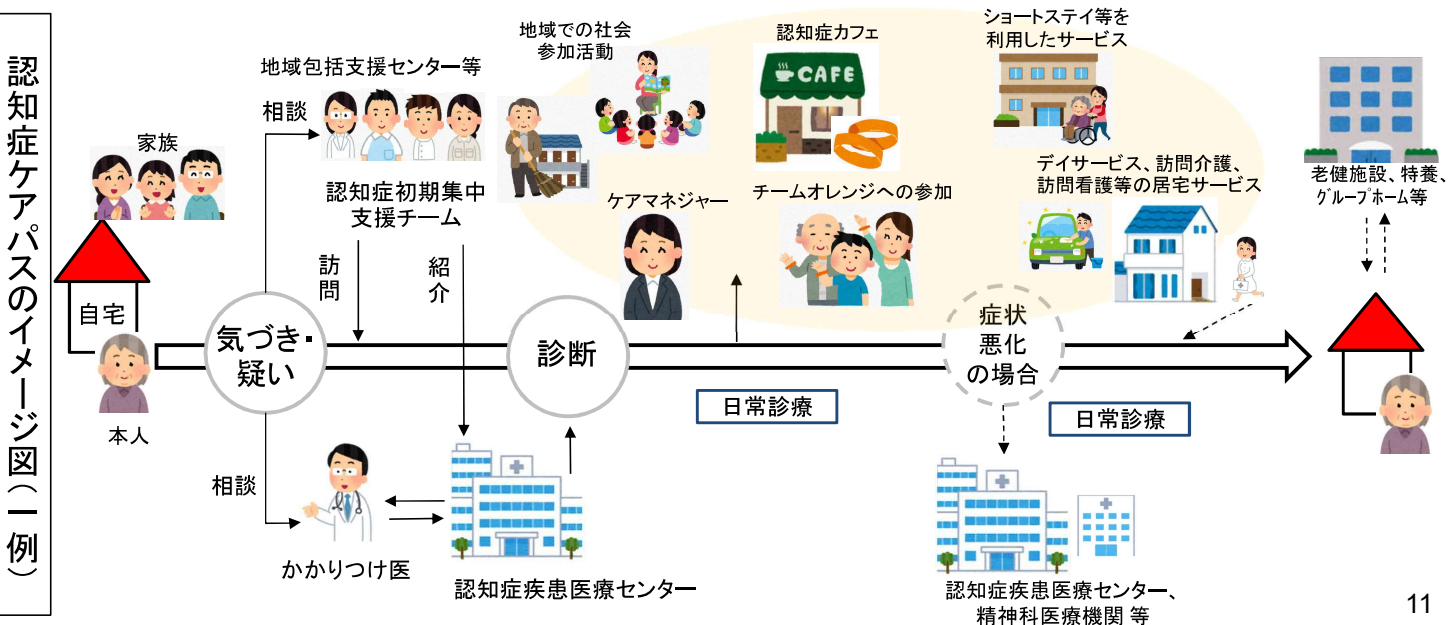 認知症ケアパスのイメージ図(一例)
家族
自宅
本人
相談
地域包括支援センター等
認知症初期集中
支援チーム
訪問
紹介
気づき・
疑い
相談
かかりつけ医
認知症疾患医療センター
診断
地域での社会
参加活動
認知症カフェ
CAFE
ケアマネジャー
チームオレンジへの参加
ショートステイ等を
利用したサービス
デイサービス、訪問介護、
訪問看護等の居宅サービス
日常診療
症状
悪化
の場合
日常診療
認知症疾患医療センター、
精神科医療機関 等
老健施設、特養、
グループホーム等
11